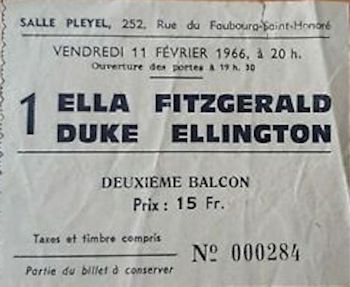 SALLE PLEYEL, 252, Rue du Faubourg-Saint-Honoré
VENDREDI 11 FÉVRIER 1966, à 20 h.
Ouverture des portes à 19 h. 30
1 ELLA FITZGERALD
DUKE ELLINGTON
DEUXIÈME BALCON
Prix : 15 Fr.
Taxes et timbre compris
Partie du billet à conserver
No 000284